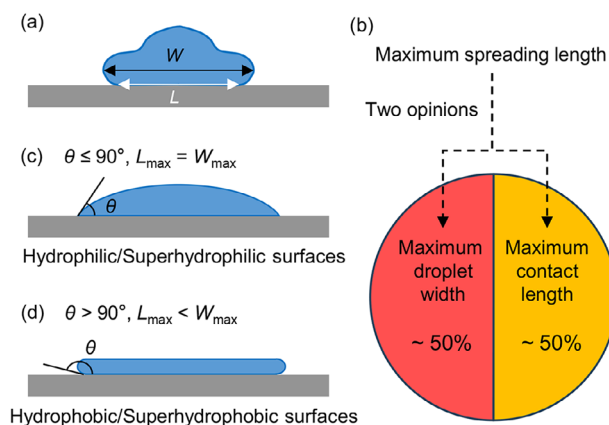 (a)
W
L
(b)
Maximum spreading length
Two opinions
Maximum
droplet
width
~ 50%
Maximum
contact
length
~ 50%
(c)
θ ≤ 90°, Lmax = Wmax
θ
Hydrophilic/Superhydrophilic surfaces
(d)
θ > 90°, Lmax < Wmax
θ
Hydrophobic/Superhydrophobic surfaces